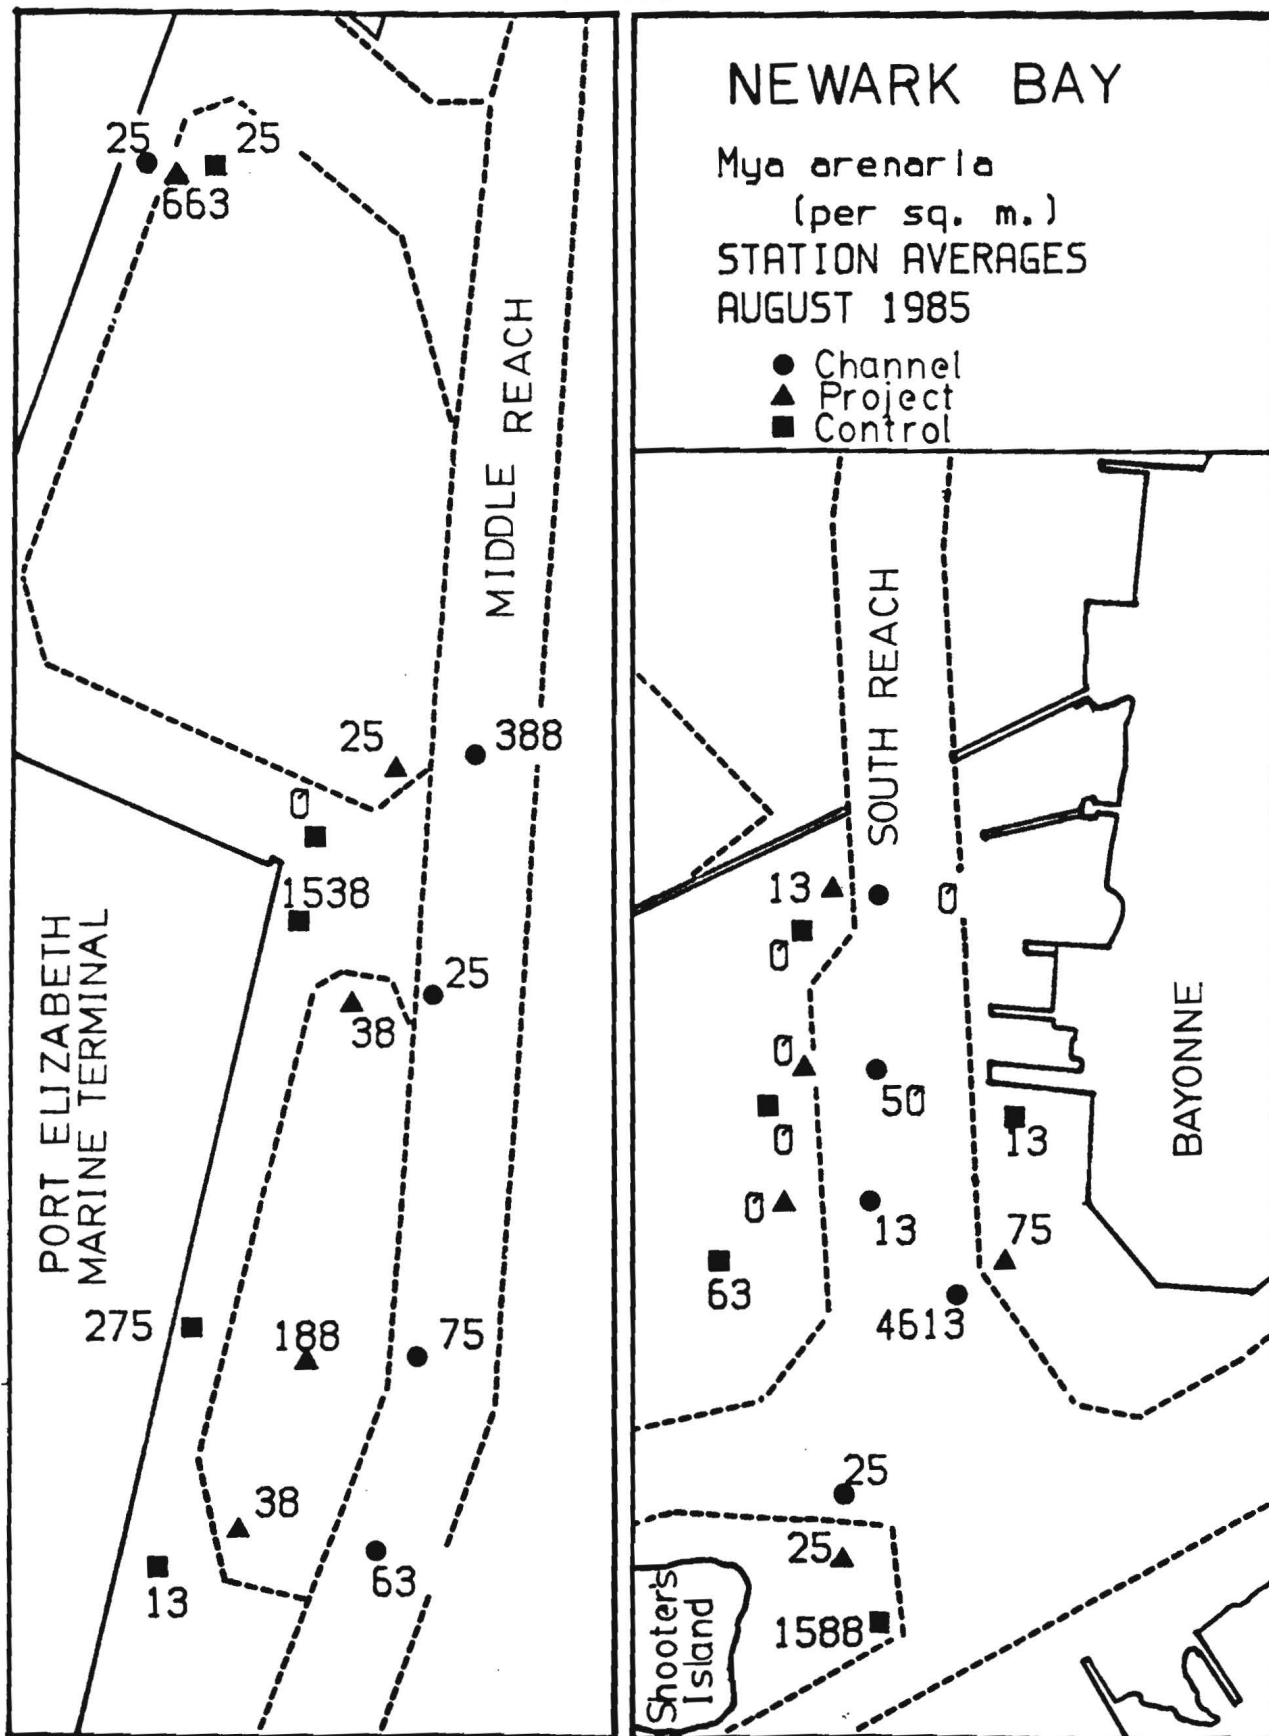 NEWARK BAY
Mya arenaria
(per sq. m.)
STATION AVERAGES
AUGUST 1985
Channel
Project
Control
25
25
663
MIDDLE REACH
25
388
0
1538
PORT ELIZABETH
MARINE TERMINAL
25
38
275
188
75
38
13
63
SOUTH REACH
13
0
0
0
50
0
13
BAYONNE
0
13
75
63
4613
25
25
1588
Shooter's
Island